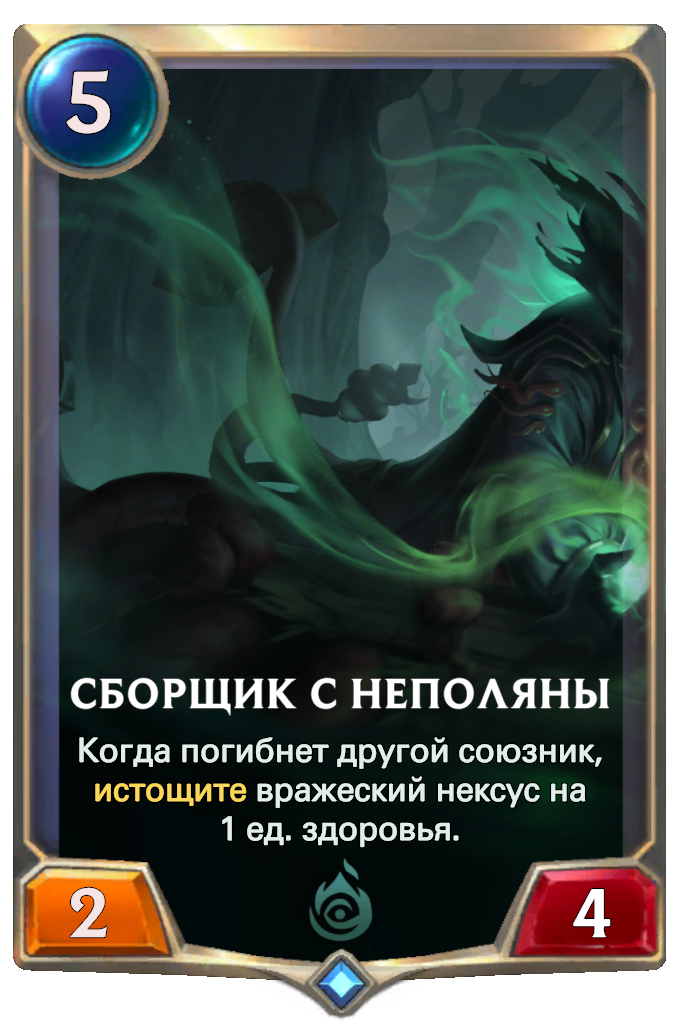 5
СБОРЩИК С НЕПОЛЯНЫ
Когда погибнет другой союзник,
истощите вражеский нексус на
1 ед. здоровья.
2
4